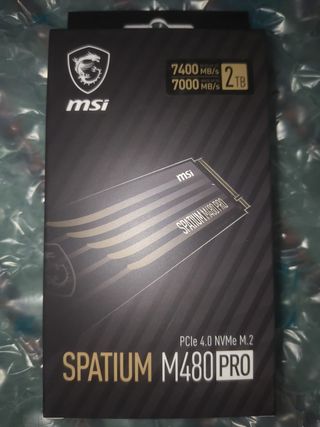 msi
7400 MB/s
7000 MB/s
2TB
msi
SPATIUM M480 PRO
PCIe 4.0 NVMe M.2
SPATIUM M480 PRO